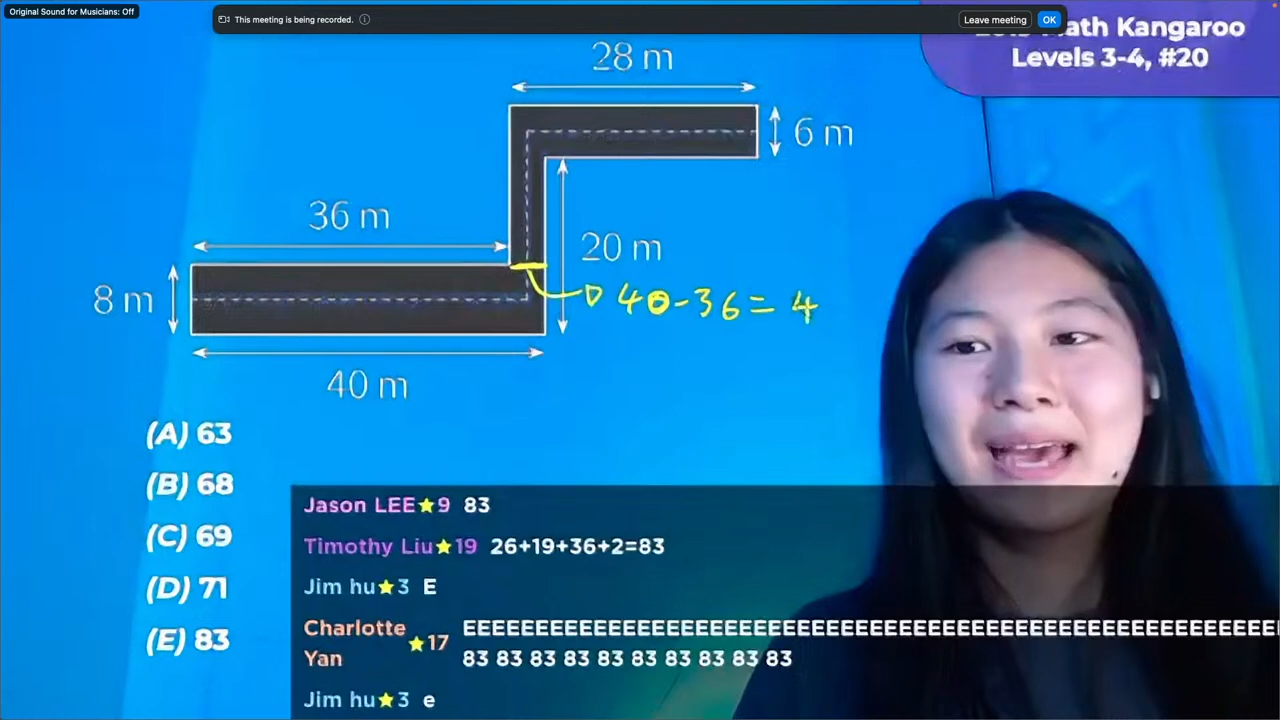 Original Sound for Musicians: Off
This meeting is being recorded.
Leave meeting
OK
Math Kangaroo
Levels 3-4, #20
28 m
6 m
36 m
20 m
8 m
40-36=4
40 m
(A) 63
(B) 68
(C) 69
(D) 71
(E) 83
Jason LEE★9 83
Timothy Liu★19 26+19+36+2=83
Jim hu★3 E
Charlotte Yan★17 EEEEEEEEEEEEEEEEEEEEEEEEEEEEEEEEEEEEEEEEEEEEEEEEEEEEEEEEEEEEEEEE
83 83 83 83 83 83 83 83 83 83
Jim hu★3 e